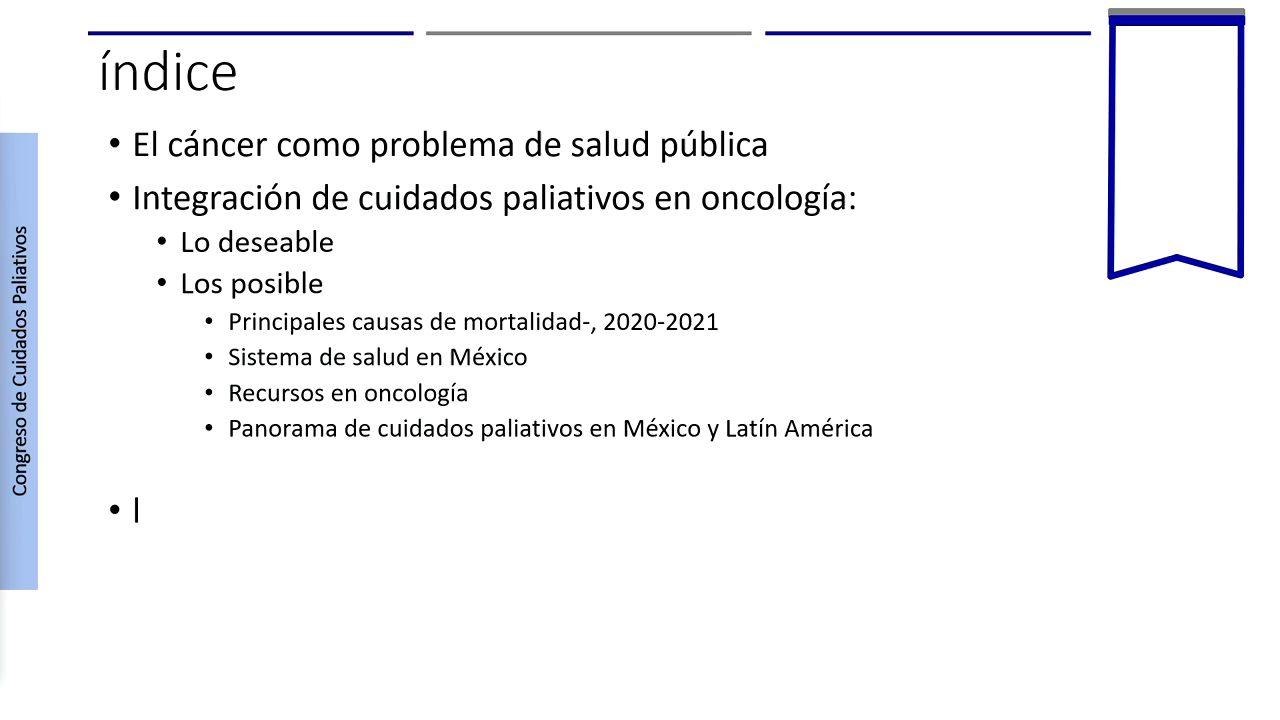 índice
• El cáncer como problema de salud pública
• Integración de cuidados paliativos en oncología:
• Lo deseable
• Los posible
• Principales causas de mortalidad-, 2020-2021
• Sistema de salud en México
• Recursos en oncología
• Panorama de cuidados paliativos en México y Latín América
• l
Congreso de Cuidados Paliativos